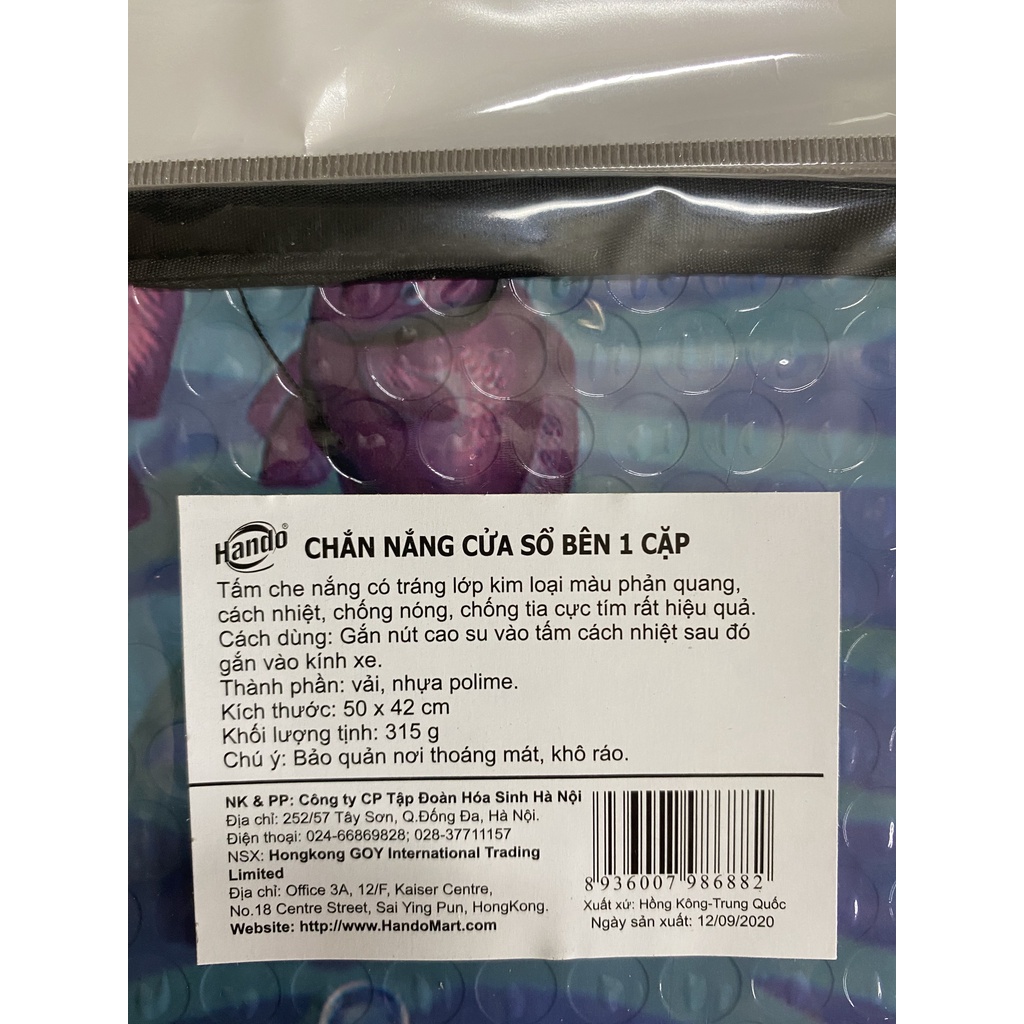 Hando® CHẮN NẮNG CỬA SỔ BÊN 1 CẶP
Tấm che nắng có tráng lớp kim loại màu phản quang,
cách nhiệt, chống nóng, chống tia cực tím rất hiệu quả.
Cách dùng: Gắn nút cao su vào tấm cách nhiệt sau đó
gắn vào kính xe.
Thành phần: vải, nhựa polime.
Kích thước: 50 x 42 cm
Khối lượng tịnh: 315 g
Chú ý: Bảo quản nơi thoáng mát, khô ráo.
NK & PP: Công ty CP Tập Đoàn Hóa Sinh Hà Nội
Địa chỉ: 252/57 Tây Sơn, Q.Đống Đa, Hà Nội.
Điện thoại: 024-66869828; 028-37711157
NSX: Hongkong GOY International Trading
Limited
Địa chỉ: Office 3A, 12/F, Kaiser Centre,
No.18 Centre Street, Sai Ying Pun, HongKong.
Website: http://www.HandoMart.com
8 936007 986882
Xuất xứ: Hồng Kông-Trung Quốc
Ngày sản xuất: 12/09/2020